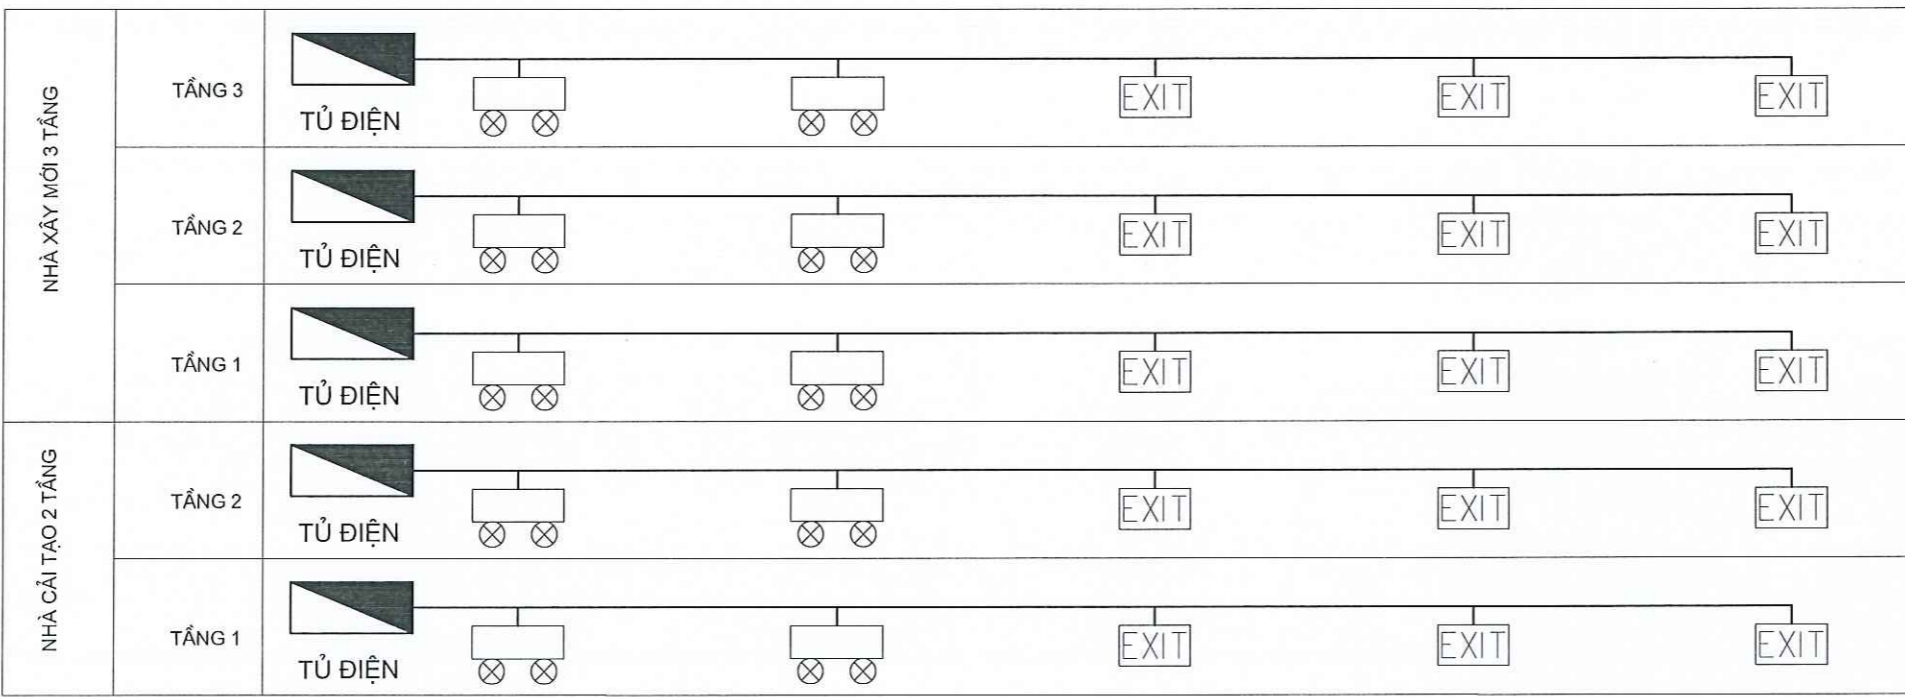 NHÀ XÂY MỚI 3 TẦNG
TẦNG 3
TỦ ĐIỆN
EXIT
EXIT
EXIT
TẦNG 2
TỦ ĐIỆN
EXIT
EXIT
EXIT
TẦNG 1
TỦ ĐIỆN
EXIT
EXIT
EXIT
NHÀ CẢI TẠO 2 TẦNG
TẦNG 2
TỦ ĐIỆN
EXIT
EXIT
EXIT
TẦNG 1
TỦ ĐIỆN
EXIT
EXIT
EXIT